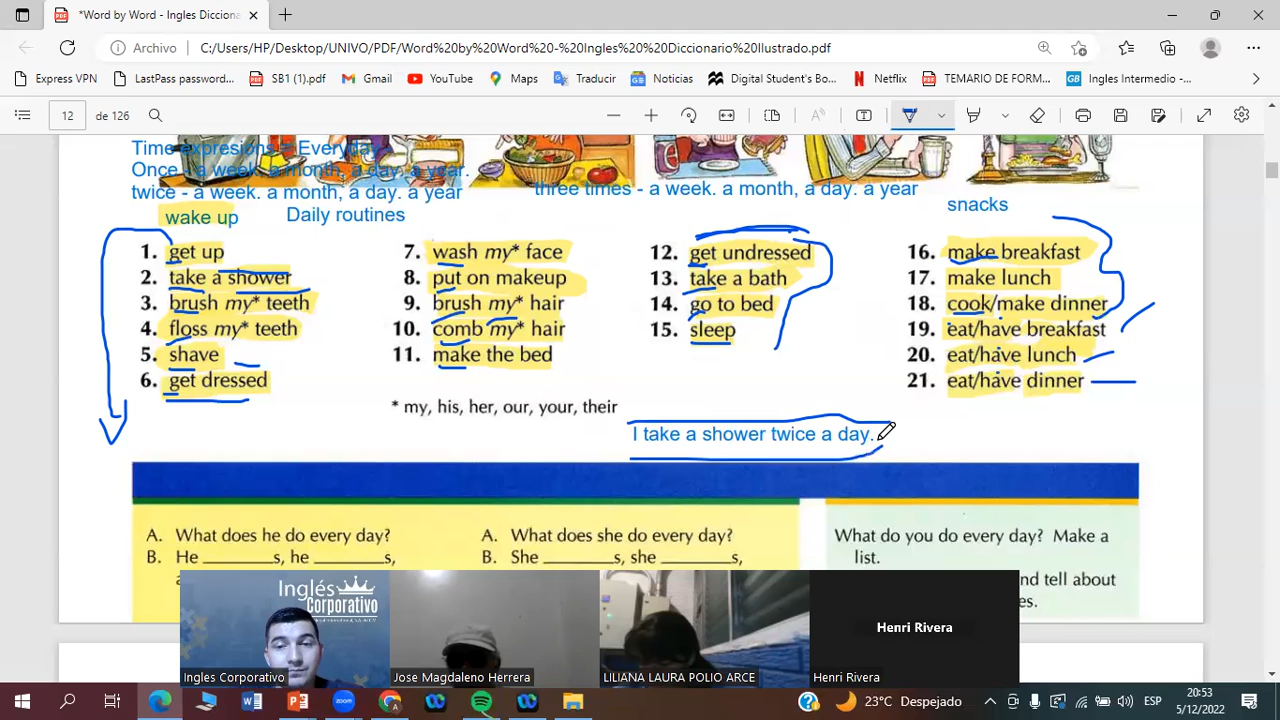 *Word by Word - Ingles Dicciona
Archivo
C:/Users/HP/Desktop/UNIVO/PDF/Word%20by%20Word%20-%20Ingles%20%20Diccionario%20Ilustrado.pdf
Express VPN
LastPass password...
SB1 (1).pdf
Gmail
YouTube
Maps
Traducir
Noticias
Digital Student's Bo...
Netflix
TEMARIO DE FORM...
Ingles Intermedio -...
12
de 126
Time expresions = Everyday
Once - a week. a month, a day. a year.
twice - a week. a month, a day. a year
three times - a week. a month, a day. a year
snacks
wake up
Daily routines
1. get up
2. take a shower
3. brush my* teeth
4. floss my* teeth
5. shave
6. get dressed
7. wash my* face
8. put on makeup
9. brush my* hair
10. comb my* hair
11. make the bed
* my, his, her, our, your, their
12. get undressed
13. take a bath
14. go to bed
15. sleep
16. make breakfast
17. make lunch
18. cook/make dinner
19. eat/have breakfast
20. eat/have lunch
21. eat/have dinner
I take a shower twice a day.
A. What does he do every day?
B. He ________s, he ________s,
A. What does she do every day?
B. She ________s, she ________s,
What do you do every day? Make a
list.
nd tell about
es.
Inglés
Corporativo
Ingles Corporativo
Jose Magdaleno Herrera
LILIANA LAURA POLIO ARCE
Henri Rivera
Henri Rivera
23°C Despejado
ESP
20:53
5/12/2022